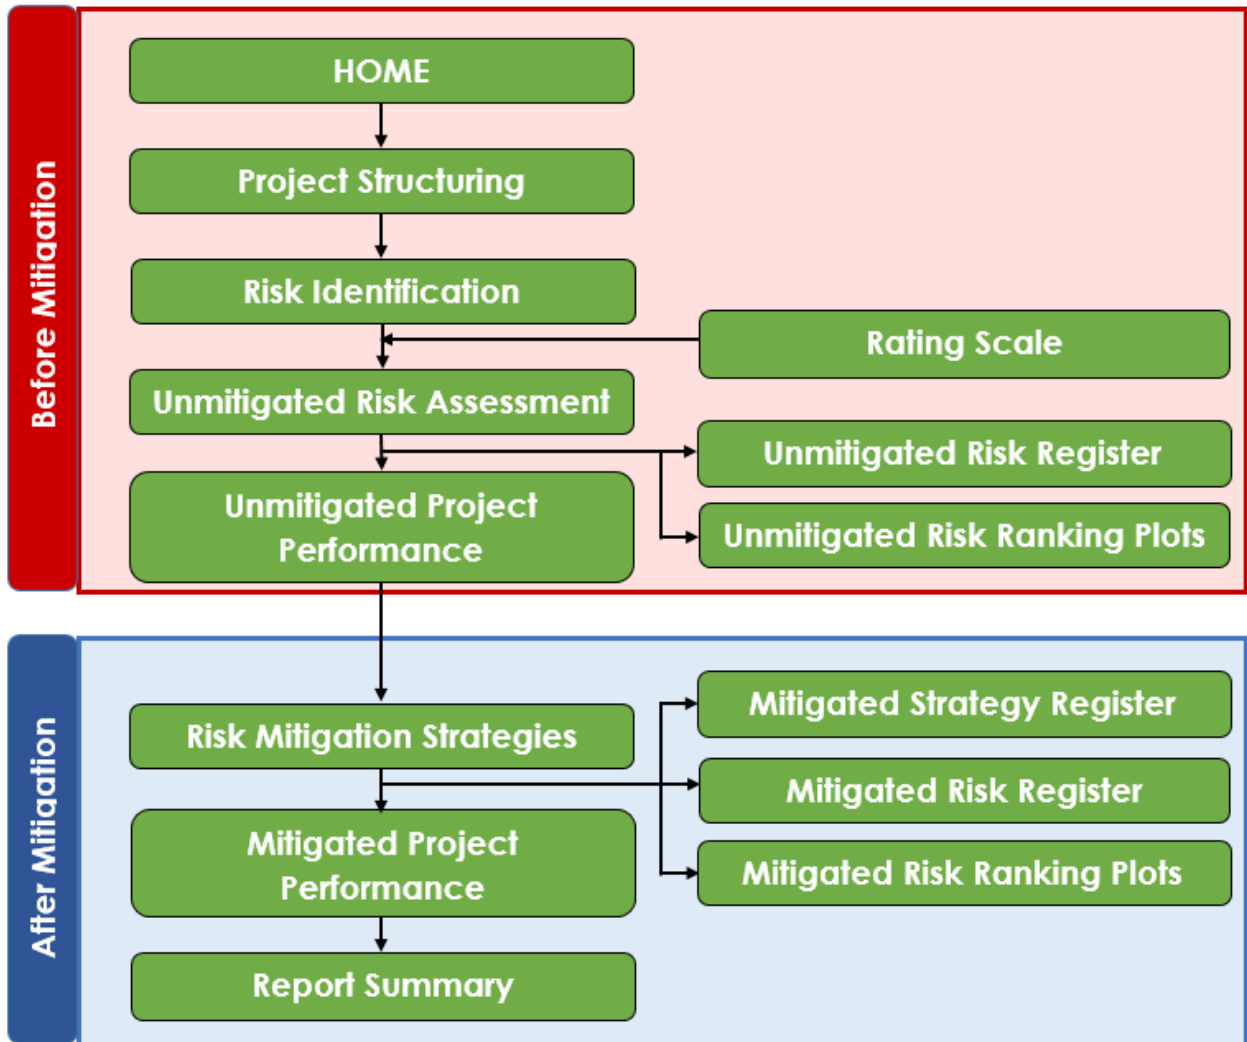 Before Mitigation
HOME
Project Structuring
Risk Identification
Rating Scale
Unmitigated Risk Assessment
Unmitigated Risk Register
Unmitigated Project
Performance
Unmitigated Risk Ranking Plots
After Mitigation
Risk Mitigation Strategies
Mitigated Strategy Register
Mitigated Risk Register
Mitigated Project
Performance
Mitigated Risk Ranking Plots
Report Summary